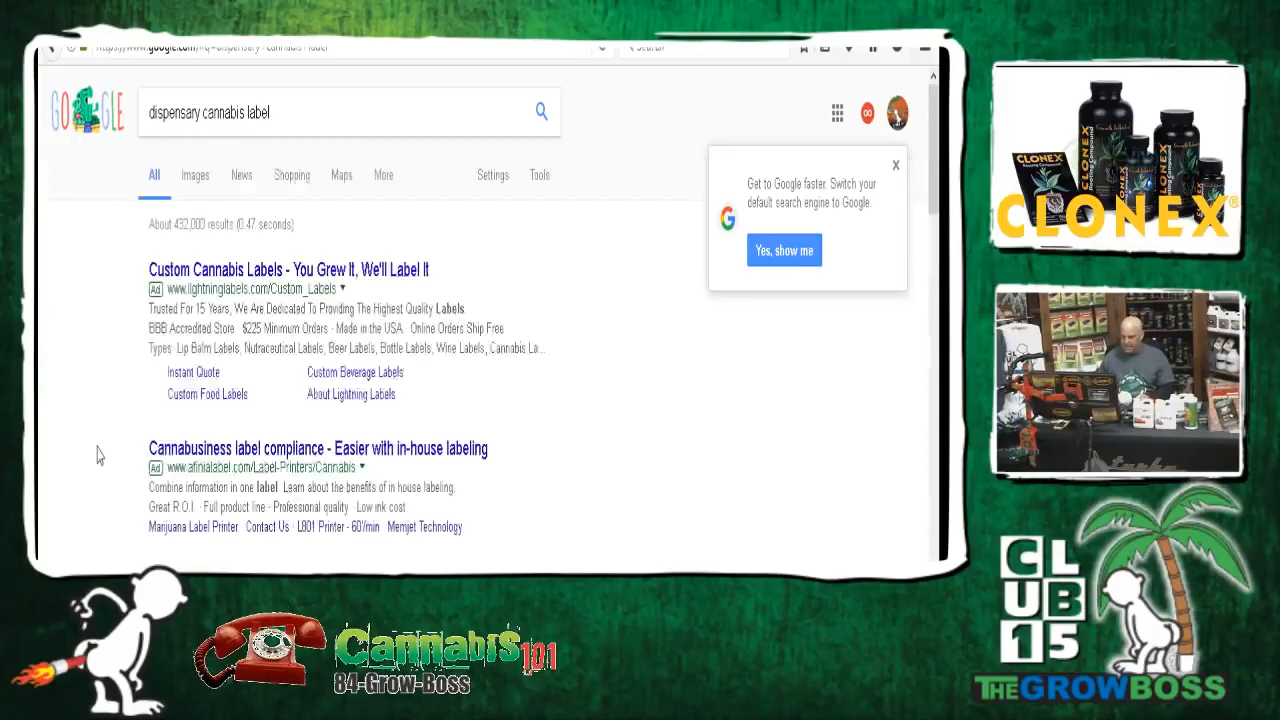 GOOGLE
dispensary cannabis label
All
Images
News
Shopping
Maps
More
Settings
Tools
About 432,000 results (0.47 seconds)
Get to Google faster. Switch your
default search engine to Google.
Yes, show me
Custom Cannabis Labels - You Grew It, We'll Label It
Ad www.lightninglabels.com/Custom_Labels
Trusted For 15 Years, We Are Dedicated To Providing The Highest Quality Labels.
BBB Accredited Store · $225 Minimum Orders · Made in the USA · Online Orders Ship Free
Types: Lip Balm Labels, Nutraceutical Labels, Beer Labels, Bottle Labels, Wine Labels, Cannabis La...
Instant Quote
Custom Beverage Labels
Custom Food Labels
About Lightning Labels
Cannabusiness label compliance - Easier with in-house labeling
Ad www.afinialabel.com/Label-Printers/Cannabis
Combine information in one label. Learn about the benefits of in house labeling.
Great R.O.I. · Full product line · Professional quality · Low ink cost
Marijuana Label Printer · Contact Us · L801 Printer - 60'/min · Memjet Technology
CLONEX
CLONEX
CLONEX
CLONEX
CLONEX®
CLUB
15
THEGROWBOSS
Cannabis 101
84-Grow-Boss